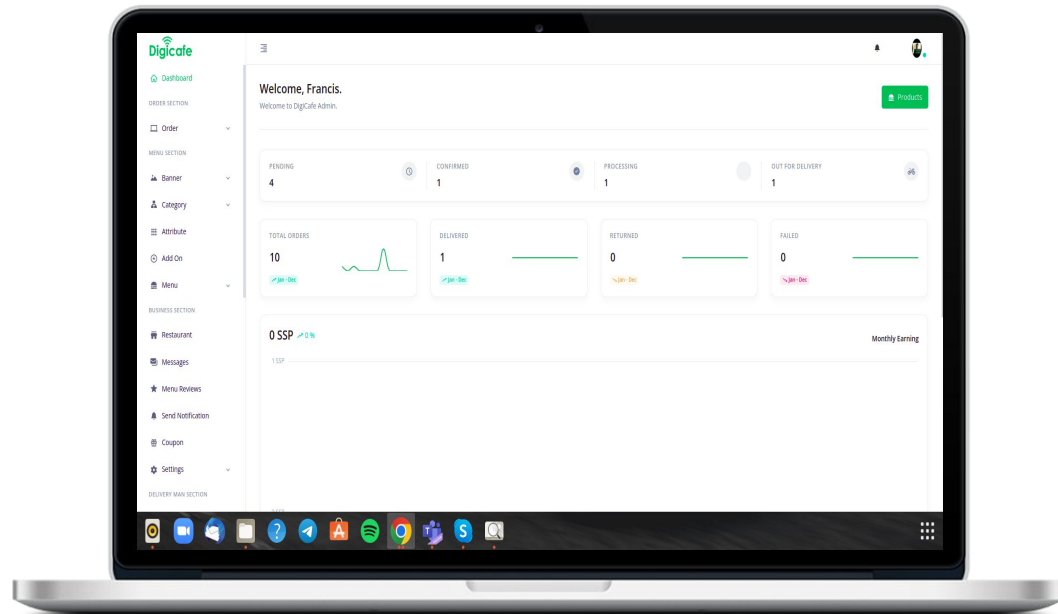 Digicafe
Dashboard
ORDER SECTION
Order
MENU SECTION
Banner
Category
Attribute
Add On
Menu
BUSINESS SECTION
Restaurant
Messages
Menu Reviews
Send Notification
Coupon
Settings
DELIVERY MAN SECTION
Welcome, Francis.
Welcome to DigiCafe Admin.
Products
PENDING
4
CONFIRMED
1
PROCESSING
1
OUT FOR DELIVERY
1
TOTAL ORDERS
10
Jan - Dec
DELIVERED
1
Jan - Dec
RETURNED
0
Jan - Dec
FAILED
0
Jan - Dec
0 SSP 0 %
Monthly Earning
1 SSP